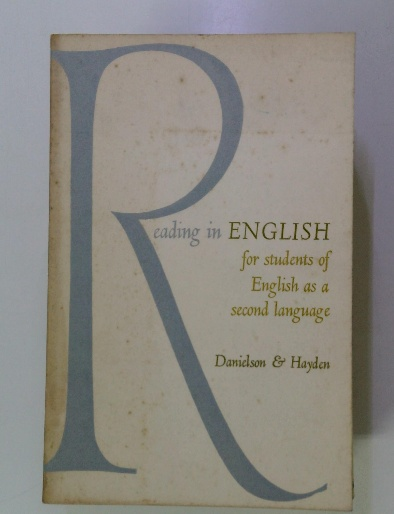 Reading in ENGLISH
for students of
English as a
second language
Danielson & Hayden